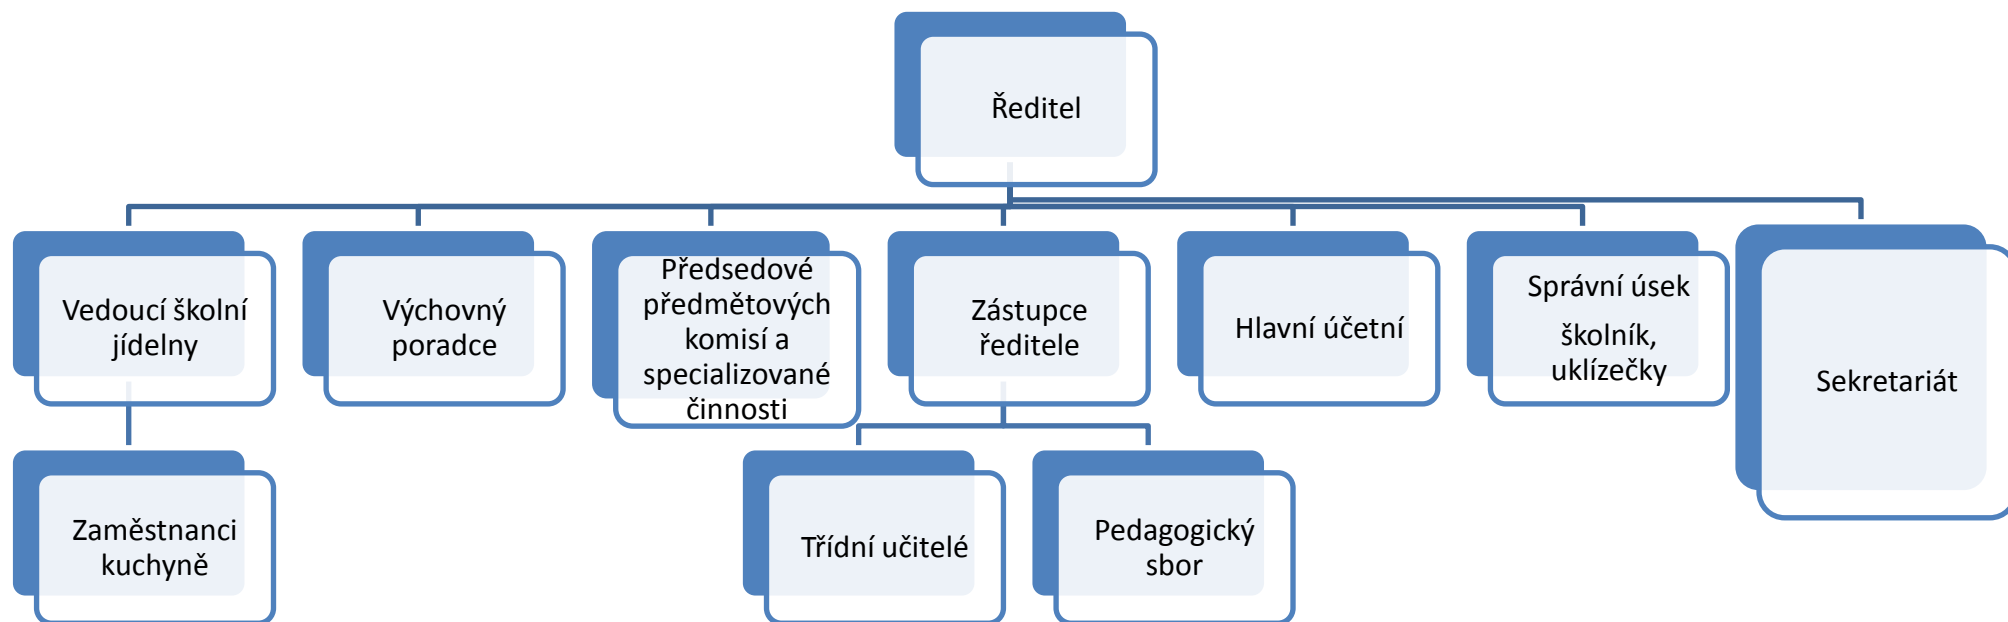 Ředitel
Vedoucí školní
jídelny
Výchovný
poradce
Předsedové
předmětových
komisí a
specializované
činnosti
Zástupce
ředitele
Hlavní účetní
Správní úsek
školník,
uklízečky
Sekretariát
Zaměstnanci
kuchyně
Třídní učitelé
Pedagogický
sbor